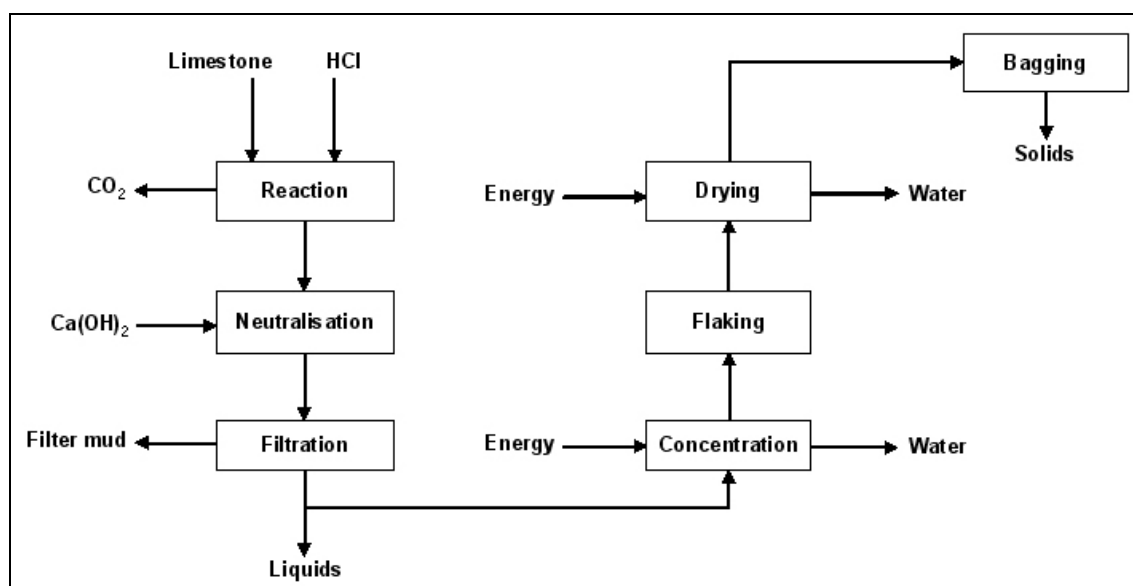 Limestone
HCl
CO2
Reaction
Ca(OH)2
Neutralisation
Filter mud
Filtration
Liquids
Energy
Concentration
Water
Flaking
Energy
Drying
Water
Bagging
Solids